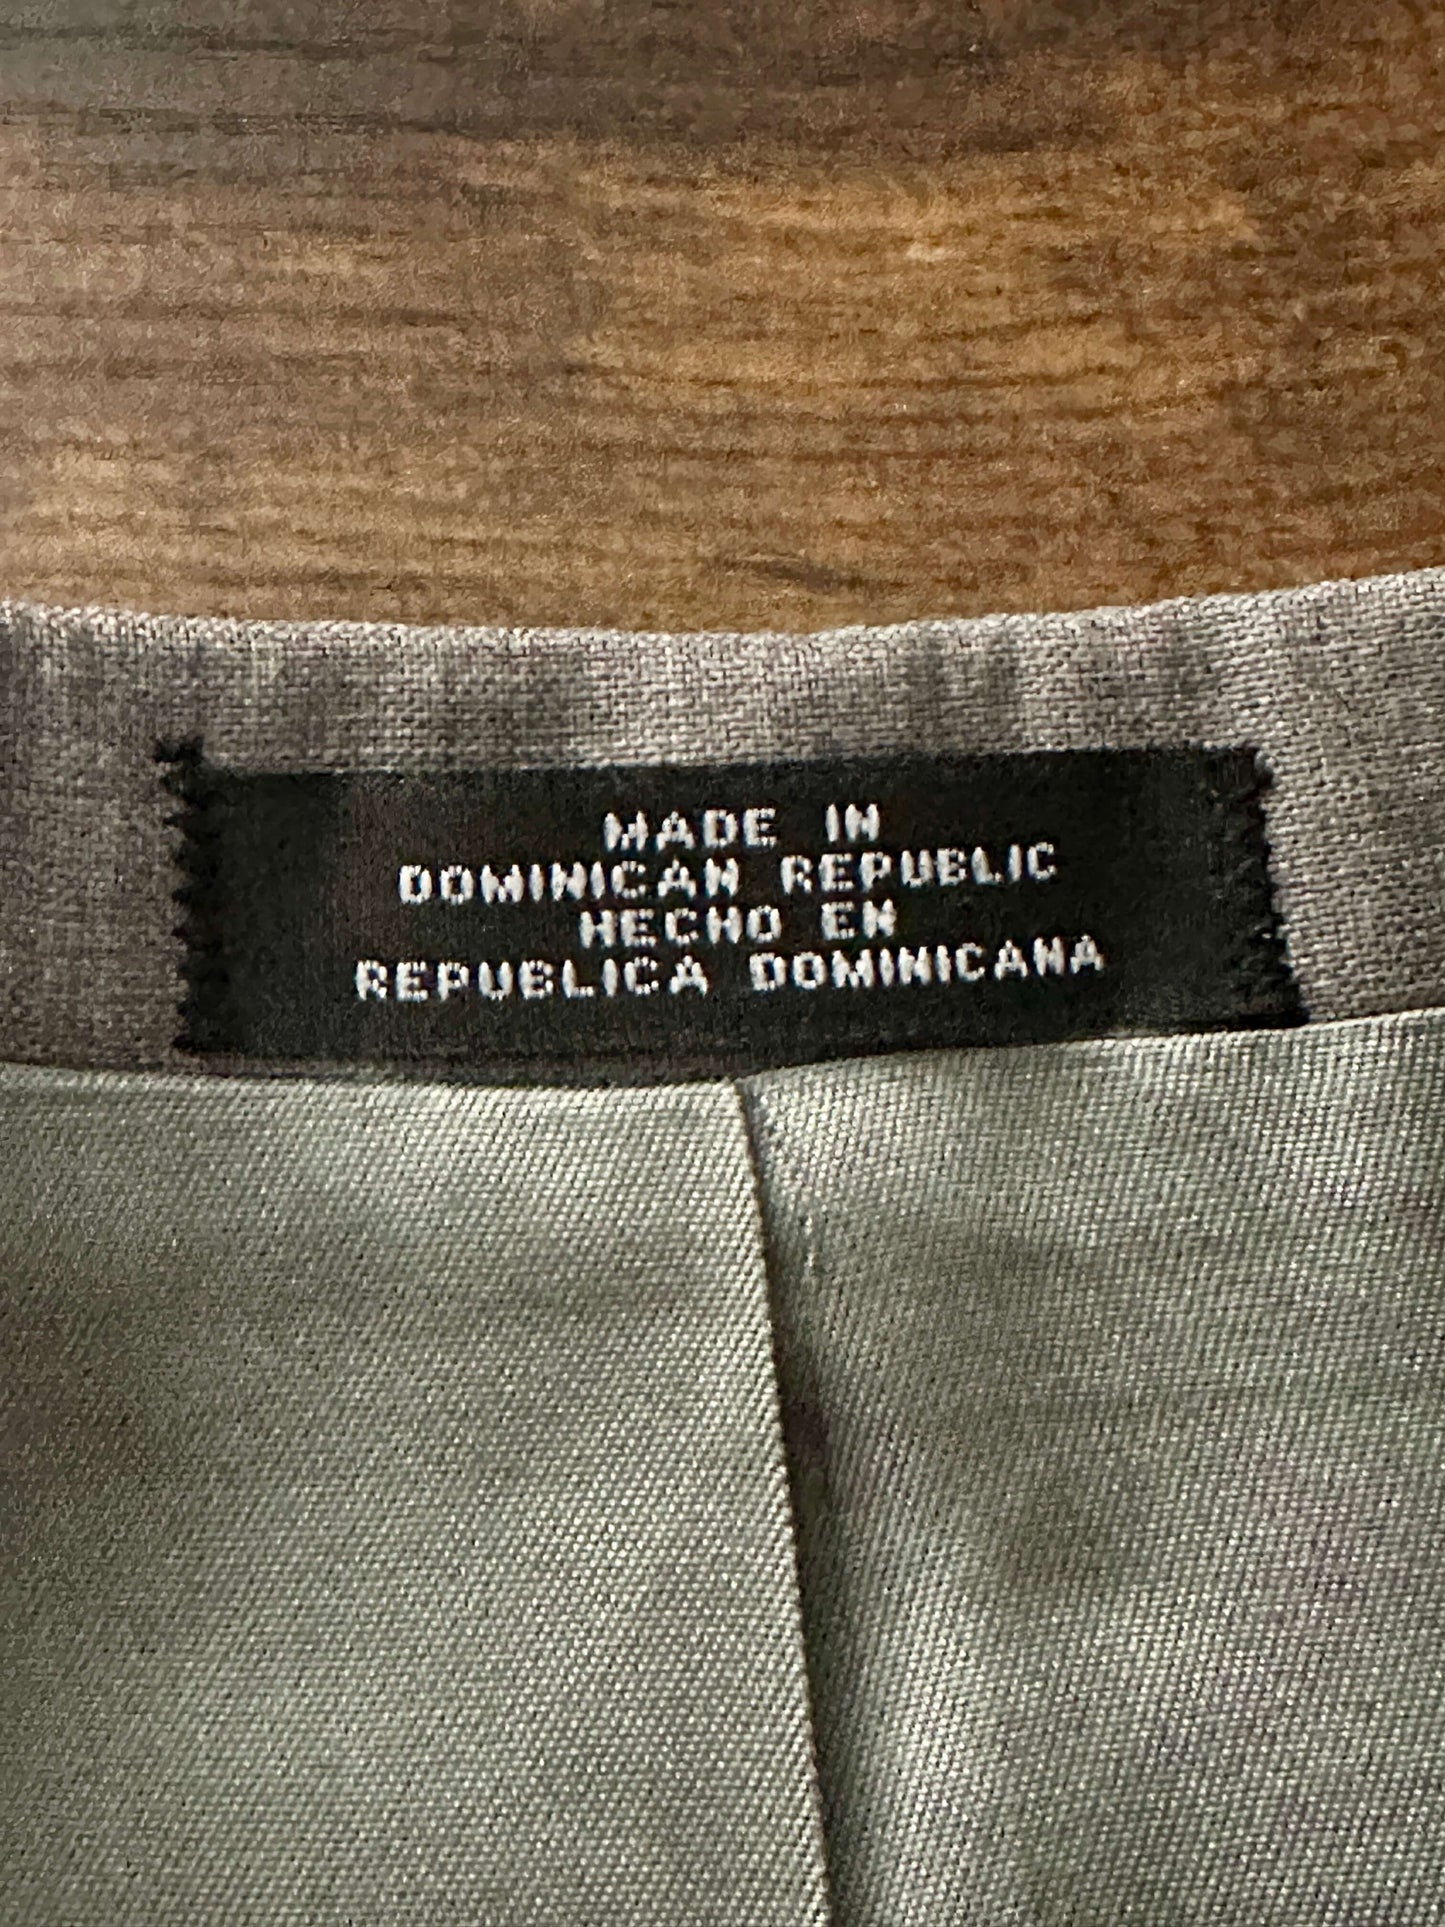 MADE IN
DOMINICAN REPUBLIC
HECHO EN
REPUBLICA DOMINICANA